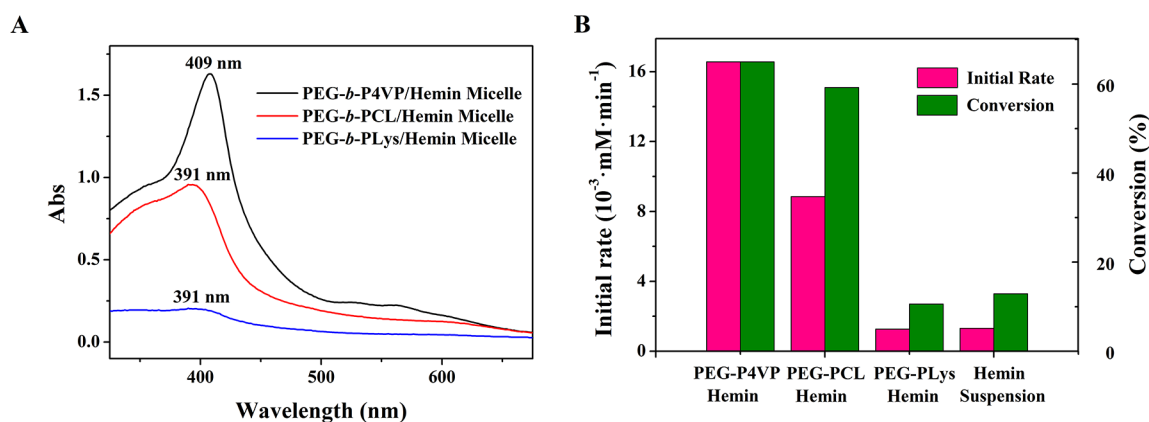 A
409 nm
391 nm
391 nm
PEG-b-P4VP/Hemin Micelle
PEG-b-PCL/Hemin Micelle
PEG-b-PLys/Hemin Micelle
Abs
1.5
1.0
0.5
0.0
400
500
600
Wavelength (nm)
B
Initial Rate
Conversion
Initial rate (10⁻³·mM·min⁻¹)
16
12
8
4
0
Conversion (%)
60
40
20
0
PEG-P4VP
Hemin
PEG-PCL
Hemin
PEG-PLys
Hemin
Hemin
Suspension